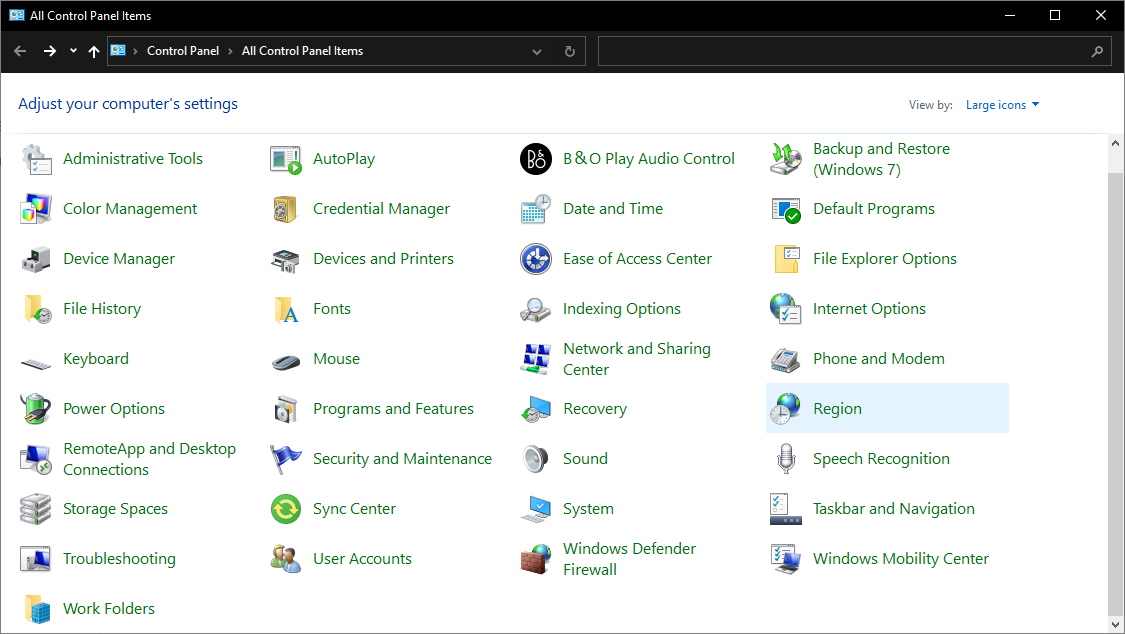 All Control Panel Items
Control Panel › All Control Panel Items
Adjust your computer's settings
View by: Large icons
Administrative Tools
AutoPlay
B&O Play Audio Control
Backup and Restore
(Windows 7)
Color Management
Credential Manager
Date and Time
Default Programs
Device Manager
Devices and Printers
Ease of Access Center
File Explorer Options
File History
Fonts
Indexing Options
Internet Options
Keyboard
Mouse
Network and Sharing
Center
Phone and Modem
Power Options
Programs and Features
Recovery
Region
RemoteApp and Desktop
Connections
Security and Maintenance
Sound
Speech Recognition
Storage Spaces
Sync Center
System
Taskbar and Navigation
Troubleshooting
User Accounts
Windows Defender
Firewall
Windows Mobility Center
Work Folders